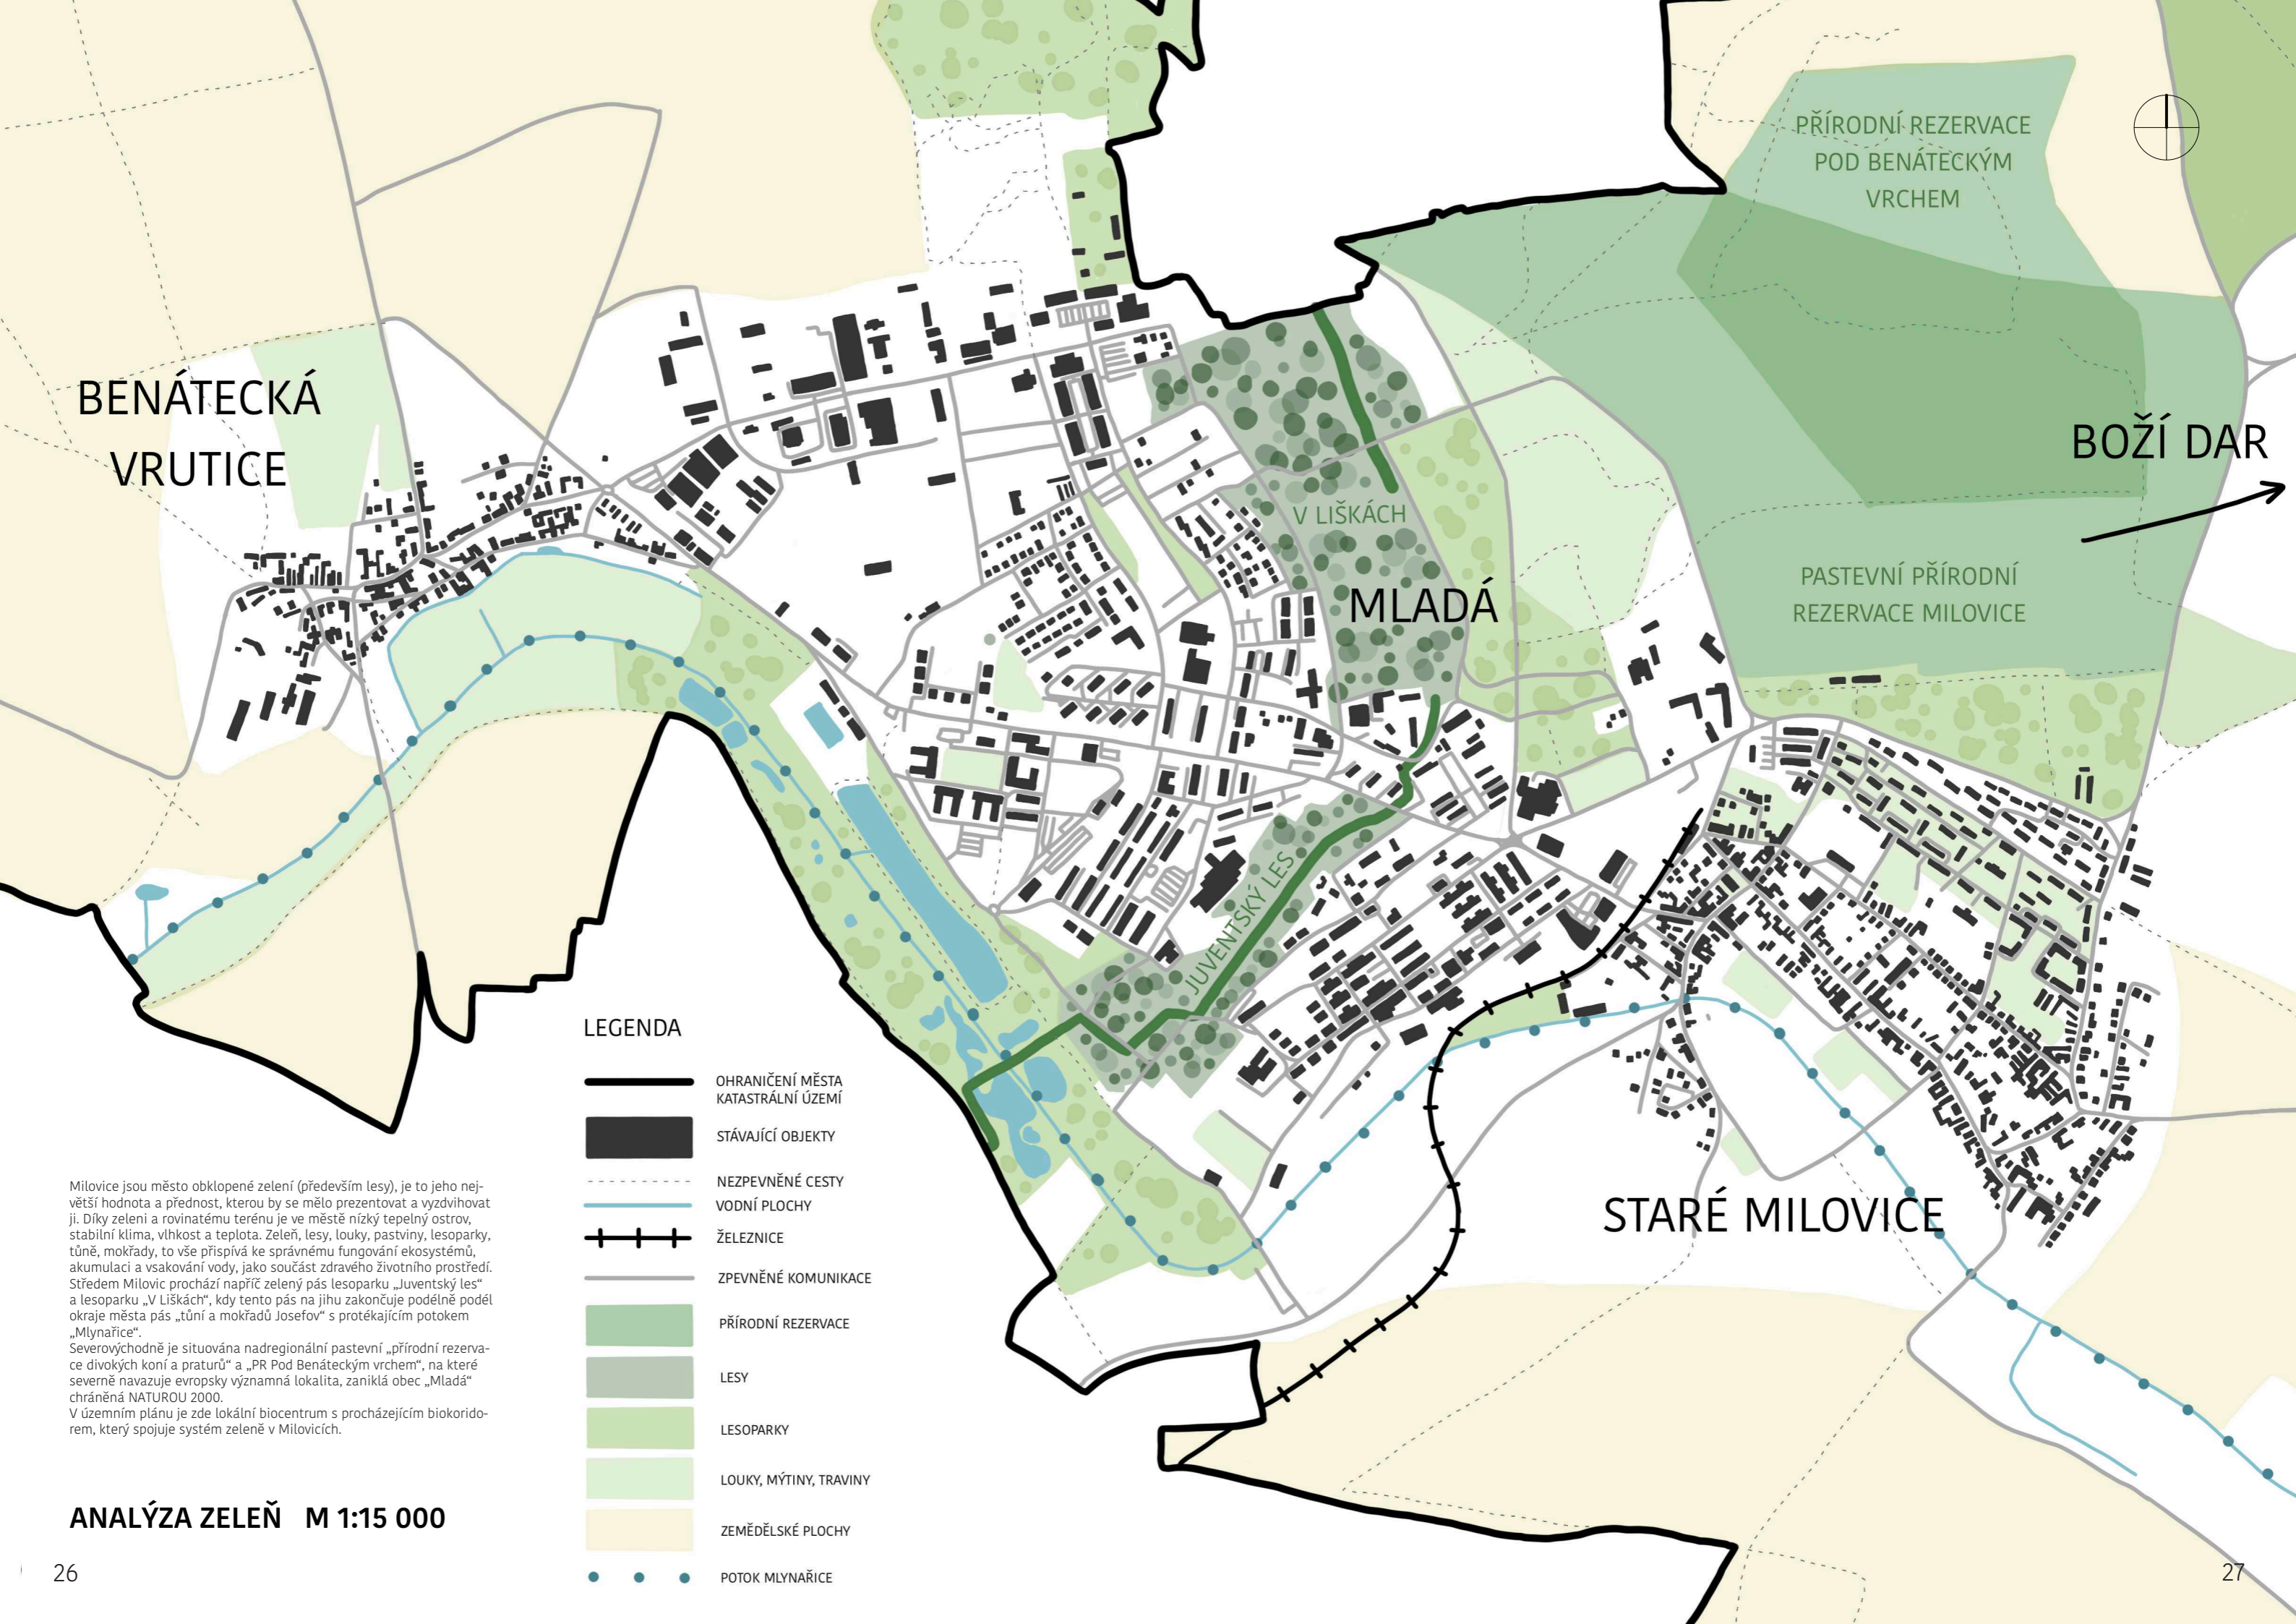 PŘÍRODNÍ REZERVACE
POD BENÁTECKÝM
VRCHEM
BENÁTECKÁ
VRUTICE
BOŽÍ DAR
V LIŠKÁCH
MLADÁ
PASTEVNÍ PŘÍRODNÍ
REZERVACE MILOVICE
JUVENTSKÝ LES
STARÉ MILOVICE
LEGENDA
OHRANIČENÍ MĚSTA
KATASTRÁLNÍ ÚZEMÍ
STÁVAJÍCÍ OBJEKTY
NEZPEVNĚNÉ CESTY
VODNÍ PLOCHY
ŽELEZNICE
ZPEVNĚNÉ KOMUNIKACE
PŘÍRODNÍ REZERVACE
LESY
LESOPARKY
LOUKY, MÝTINY, TRAVINY
ZEMĚDĚLSKÉ PLOCHY
POTOK MLYNAŘICE
Milovice jsou město obklopené zelení (především lesy), je to jeho nej-
větší hodnota a přednost, kterou by se mělo prezentovat a vyzdvihovat
ji. Díky zeleni a rovinatému terénu je ve městě nízký tepelný ostrov,
stabilní klima, vlhkost a teplota. Zeleň, lesy, louky, pastviny, lesoparky,
tůně, mokřady, to vše přispívá ke správnému fungování ekosystémů,
akumulaci a vsakování vody, jako součást zdravého životního prostředí.
Středem Milovic prochází napříč zelený pás lesoparku „Juventský les“
a lesoparku „V Liškách“, kdy tento pás na jihu zakončuje podélně podél
okraje města pás „tůní a mokřadů Josefov“ s protékajícím potokem
„Mlynařice“.
Severovýchodně je situována nadregionální pastevní „přírodní rezerva-
ce divokých koní a praturů“ a „PR Pod Benáteckým vrchem“, na které
severně navazuje evropsky významná lokalita, zaniklá obec „Mladá“
chráněná NATUROU 2000.
V územním plánu je zde lokální biocentrum s procházejícím biokorido-
rem, který spojuje systém zeleně v Milovicích.
ANALÝZA ZELEŇ M 1:15 000
26
27